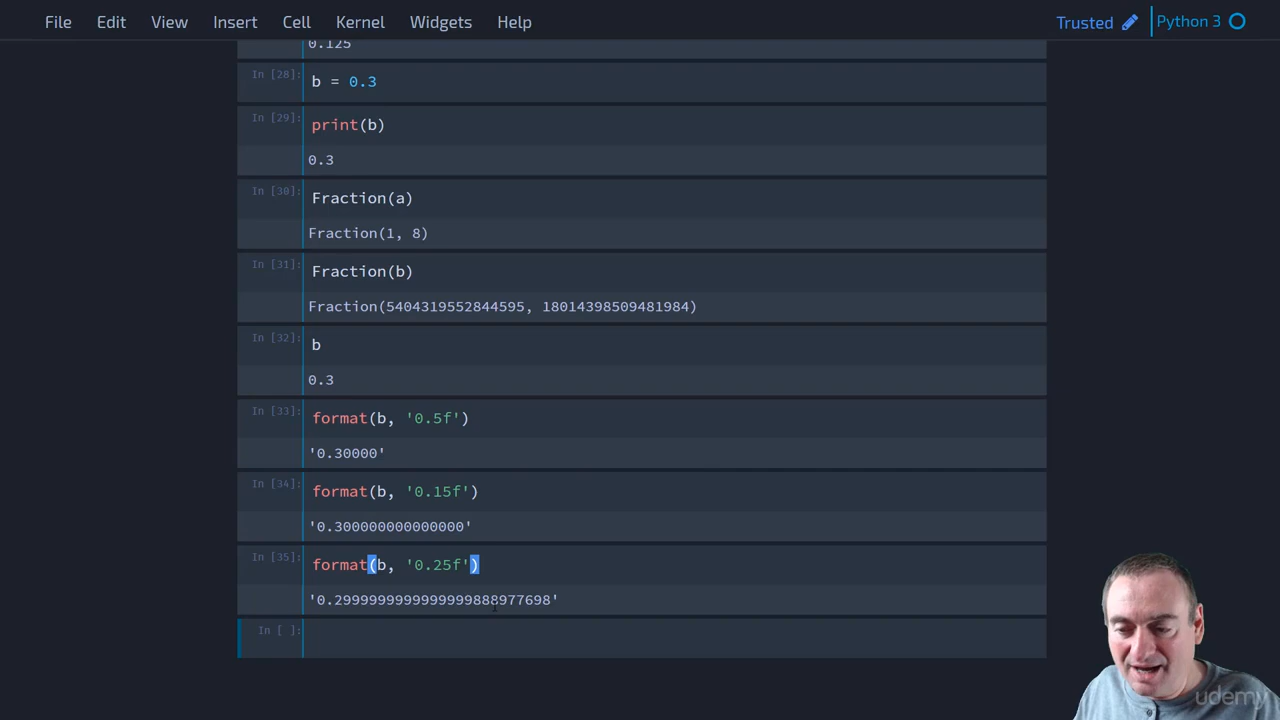 File Edit View Insert Cell Kernel Widgets Help Trusted Python 3
0.125
In [28]: b = 0.3
In [29]: print(b)
0.3
In [30]: Fraction(a)
Fraction(1, 8)
In [31]: Fraction(b)
Fraction(5404319552844595, 18014398509481984)
In [32]: b
0.3
In [33]: format(b, '0.5f')
'0.30000'
In [34]: format(b, '0.15f')
'0.300000000000000'
In [35]: format(b, '0.25f')
'0.2999999999999999888977698'
In [ ]:
udemy